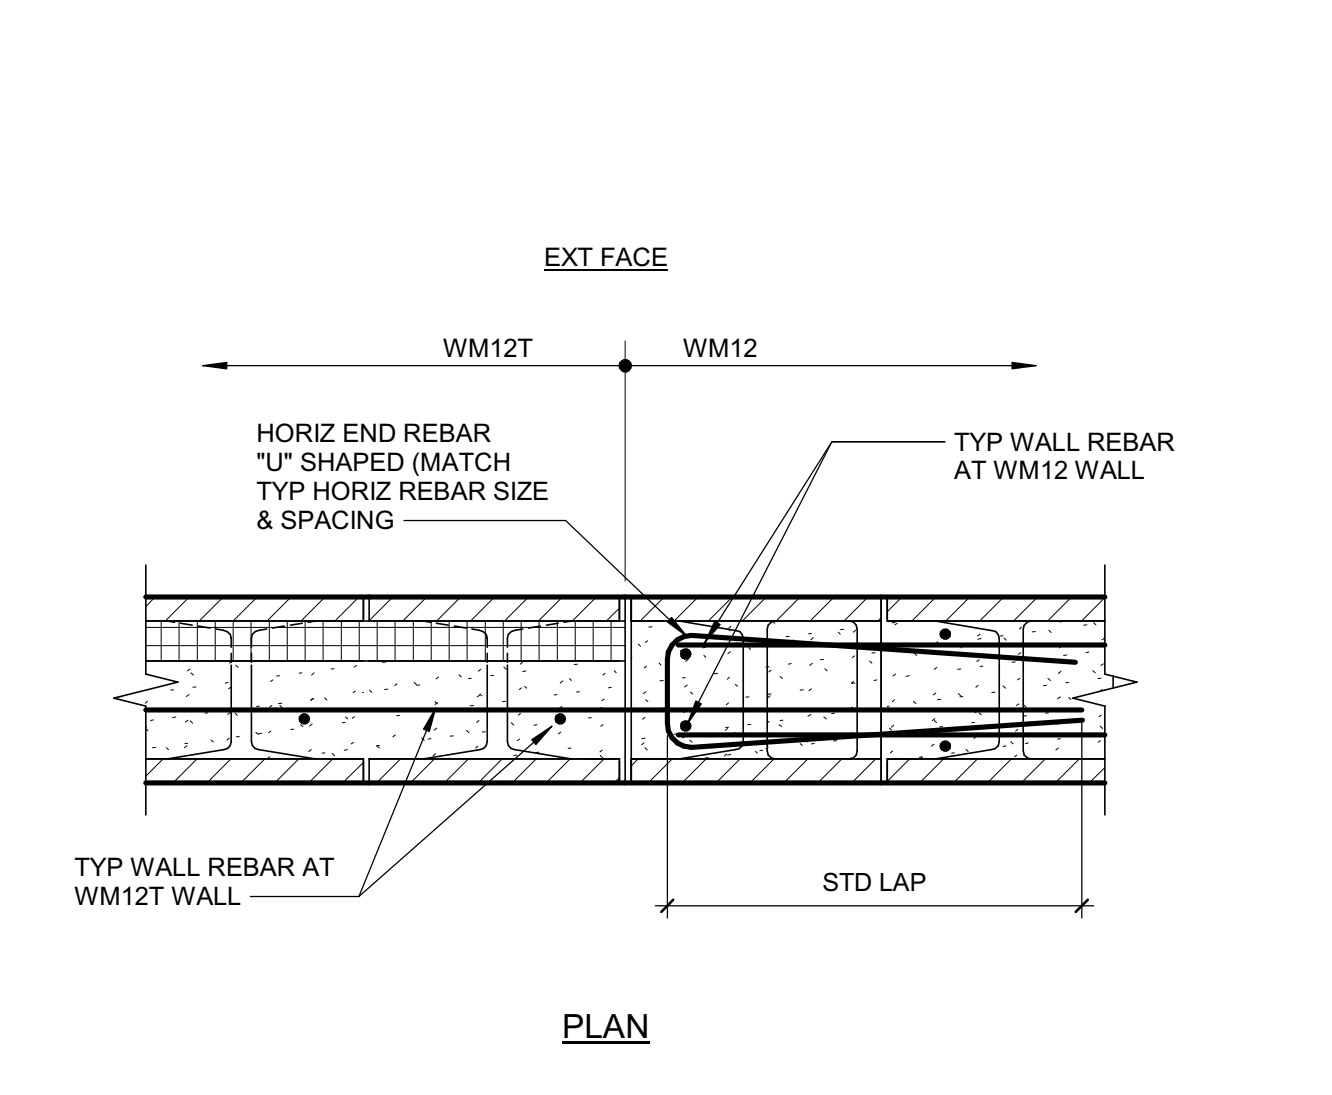 EXT FACE
WM12T
WM12
HORIZ END REBAR
"U" SHAPED (MATCH
TYP HORIZ REBAR SIZE
& SPACING
TYP WALL REBAR
AT WM12 WALL
TYP WALL REBAR AT
WM12T WALL
STD LAP
PLAN